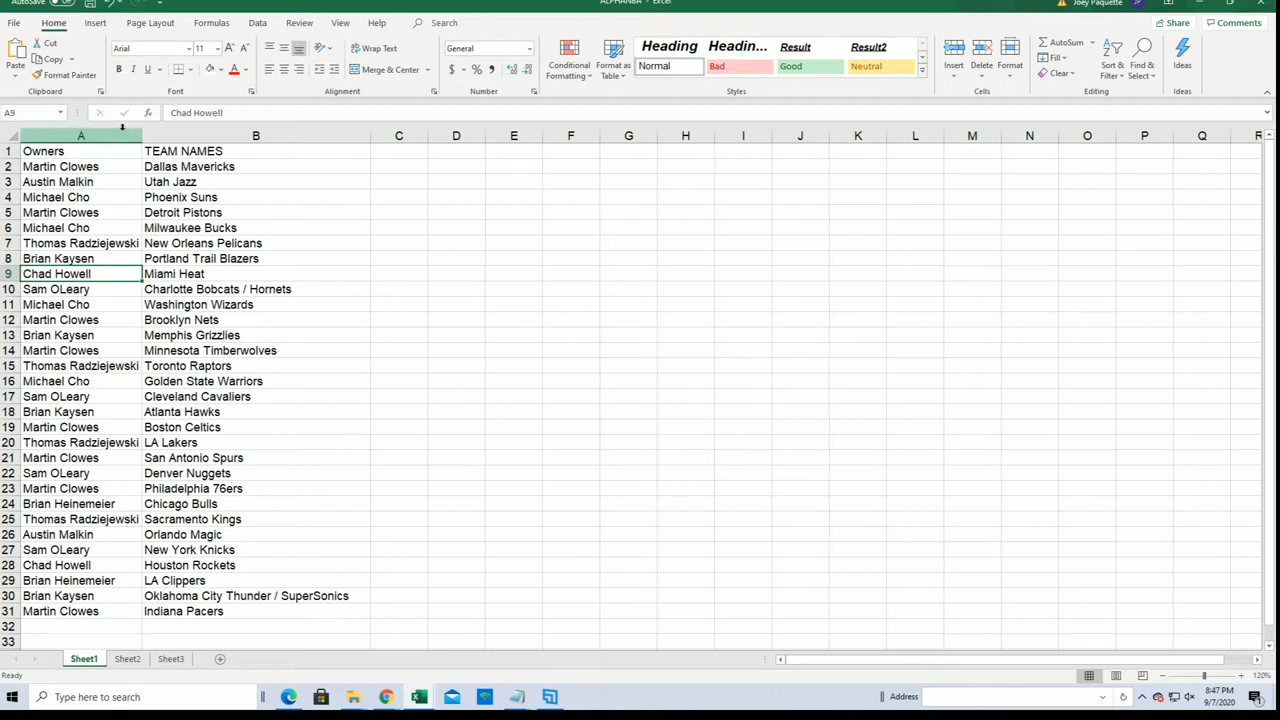 AutoSave Off ALPHANBA - Excel Joey Paquette JP
File Home Insert Page Layout Formulas Data Review View Help Search Share Comments
Paste Cut Copy Format Painter Clipboard
Arial 11 B I U A Font
Wrap Text Merge & Center Alignment
General $ % Number
Conditional Formatting Format as Table
Heading Headin... Result Result2
Normal Bad Good Neutral
Styles
Insert Delete Format Cells
AutoSum Fill Clear Sort & Filter Find & Select Editing
Ideas Ideas
A9 fx Chad Howell
A B C D E F G H I J K L M N O P Q R
1 Owners TEAM NAMES
2 Martin Clowes Dallas Mavericks
3 Austin Malkin Utah Jazz
4 Michael Cho Phoenix Suns
5 Martin Clowes Detroit Pistons
6 Michael Cho Milwaukee Bucks
7 Thomas Radziejewski New Orleans Pelicans
8 Brian Kaysen Portland Trail Blazers
9 Chad Howell Miami Heat
10 Sam OLeary Charlotte Bobcats / Hornets
11 Michael Cho Washington Wizards
12 Martin Clowes Brooklyn Nets
13 Brian Kaysen Memphis Grizzlies
14 Martin Clowes Minnesota Timberwolves
15 Thomas Radziejewski Toronto Raptors
16 Michael Cho Golden State Warriors
17 Sam OLeary Cleveland Cavaliers
18 Brian Kaysen Atlanta Hawks
19 Martin Clowes Boston Celtics
20 Thomas Radziejewski LA Lakers
21 Martin Clowes San Antonio Spurs
22 Sam OLeary Denver Nuggets
23 Martin Clowes Philadelphia 76ers
24 Brian Heinemeier Chicago Bulls
25 Thomas Radziejewski Sacramento Kings
26 Austin Malkin Orlando Magic
27 Sam OLeary New York Knicks
28 Chad Howell Houston Rockets
29 Brian Heinemeier LA Clippers
30 Brian Kaysen Oklahoma City Thunder / SuperSonics
31 Martin Clowes Indiana Pacers
32
33
Sheet1 Sheet2 Sheet3
Ready 120%
Type here to search Address 8:47 PM
9/7/2020